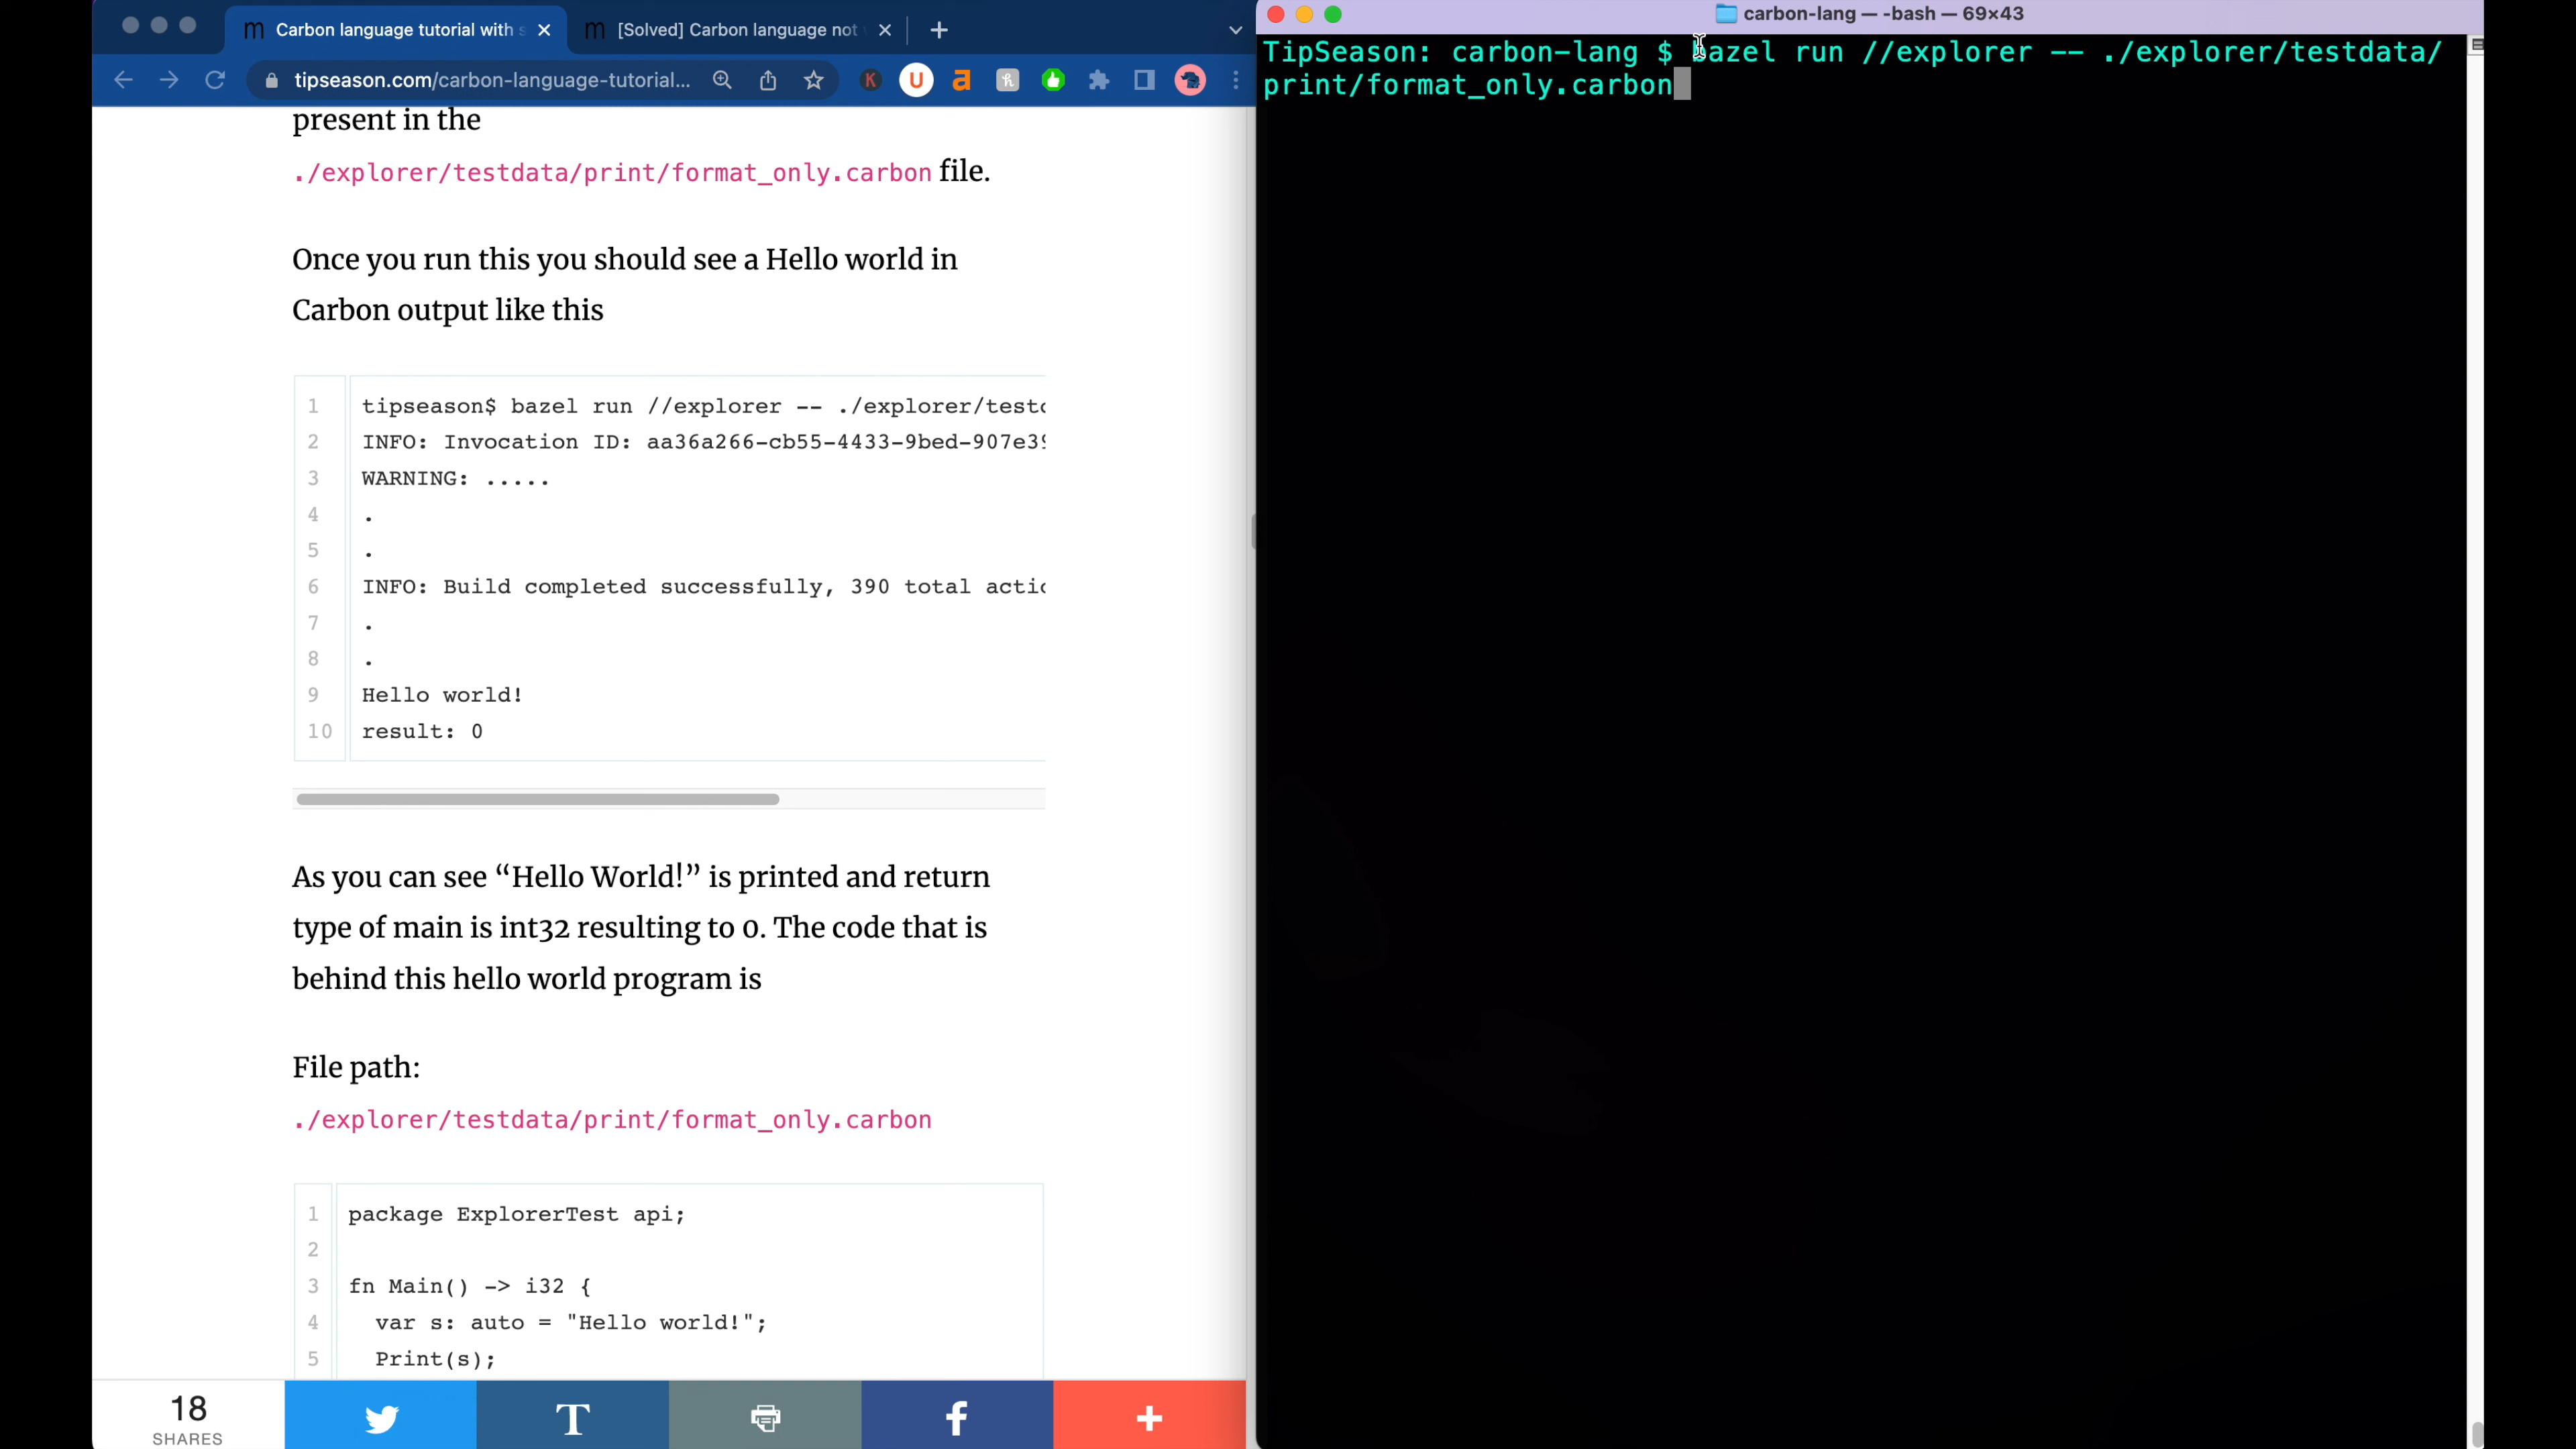 Carbon language tutorial with s
[Solved] Carbon language not
tipseason.com/carbon-language-tutorial...
present in the
./explorer/testdata/print/format_only.carbon file.
Once you run this you should see a Hello world in
Carbon output like this
1 tipseason$ bazel run //explorer -- ./explorer/testd
2 INFO: Invocation ID: aa36a266-cb55-4433-9bed-907e39
3 WARNING: .....
4 .
5 .
6 INFO: Build completed successfully, 390 total actio
7 .
8 .
9 Hello world!
10 result: 0
As you can see “Hello World!” is printed and return
type of main is int32 resulting to 0. The code that is
behind this hello world program is
File path:
./explorer/testdata/print/format_only.carbon
1 package ExplorerTest api;
2
3 fn Main() -> i32 {
4 var s: auto = "Hello world!";
5 Print(s);
18
SHARES
carbon-lang — -bash — 69×43
TipSeason: carbon-lang $ bazel run //explorer -- ./explorer/testdata/
print/format_only.carbon